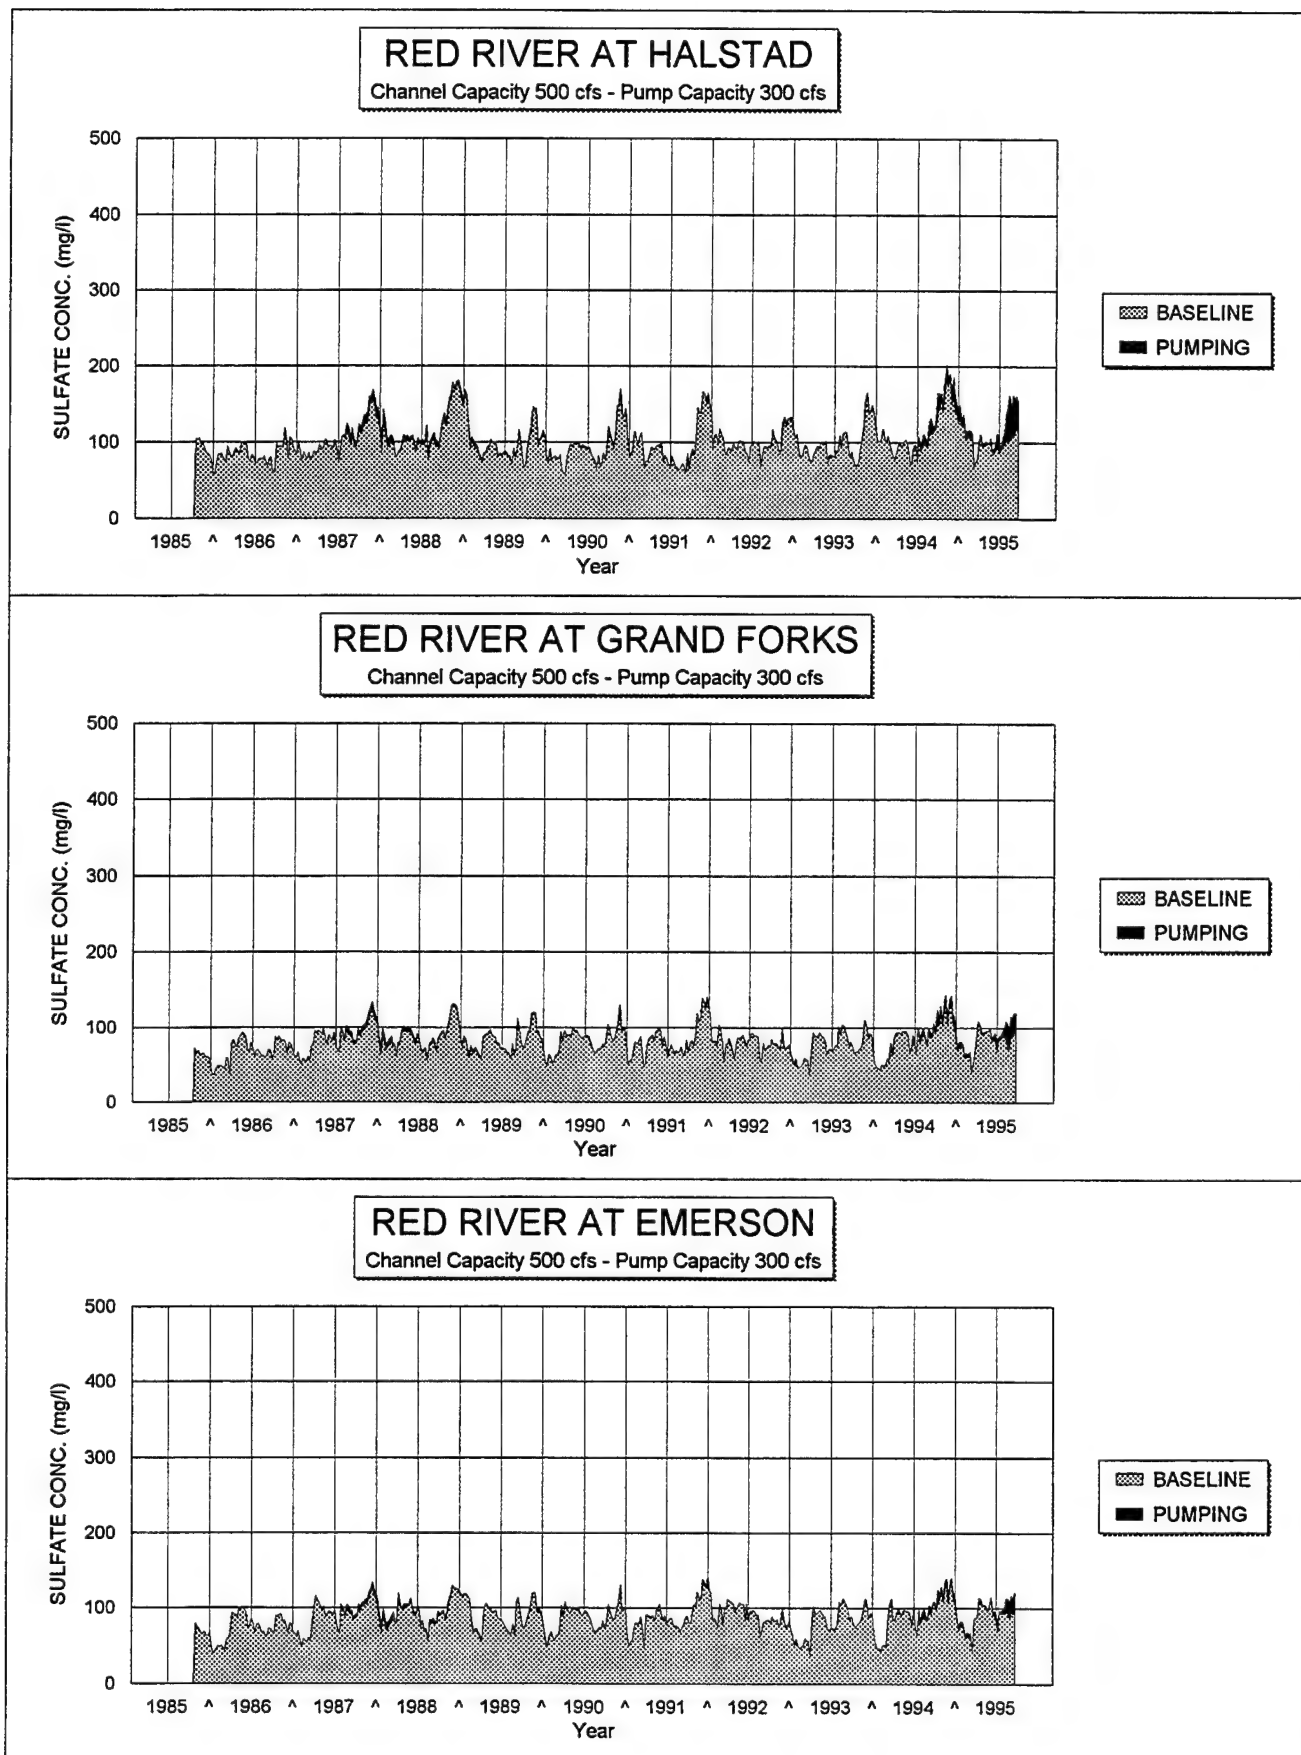 RED RIVER AT HALSTAD
Channel Capacity 500 cfs - Pump Capacity 300 cfs
SULFATE CONC. (mg/l)
500
400
300
200
100
0
1985 ^ 1986 ^ 1987 ^ 1988 ^ 1989 ^ 1990 ^ 1991 ^ 1992 ^ 1993 ^ 1994 ^ 1995
Year
BASELINE
PUMPING
RED RIVER AT GRAND FORKS
Channel Capacity 500 cfs - Pump Capacity 300 cfs
SULFATE CONC. (mg/l)
500
400
300
200
100
0
1985 ^ 1986 ^ 1987 ^ 1988 ^ 1989 ^ 1990 ^ 1991 ^ 1992 ^ 1993 ^ 1994 ^ 1995
Year
BASELINE
PUMPING
RED RIVER AT EMERSON
Channel Capacity 500 cfs - Pump Capacity 300 cfs
SULFATE CONC. (mg/l)
500
400
300
200
100
0
1985 ^ 1986 ^ 1987 ^ 1988 ^ 1989 ^ 1990 ^ 1991 ^ 1992 ^ 1993 ^ 1994 ^ 1995
Year
BASELINE
PUMPING